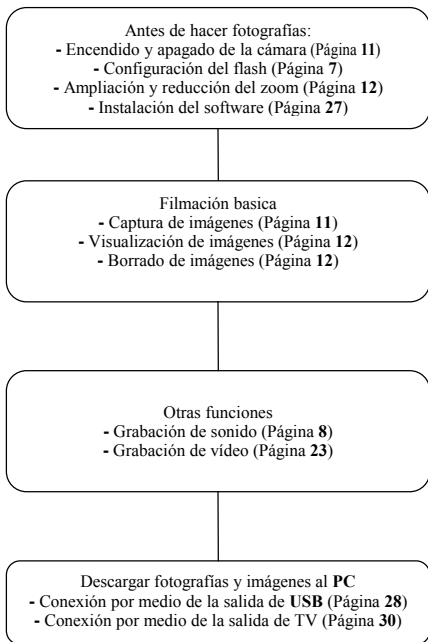 Antes de hacer fotografías:
- Encendido y apagado de la cámara (Página 11)
- Configuración del flash (Página 7)
- Ampliación y reducción del zoom (Página 12)
- Instalación del software (Página 27)
Filmación basica
- Captura de imágenes (Página 11)
- Visualización de imágenes (Página 12)
- Borrado de imágenes (Página 12)
Otras funciones
- Grabación de sonido (Página 8)
- Grabación de vídeo (Página 23)
Descargar fotografías y imágenes al PC
- Conexión por medio de la salida de USB (Página 28)
- Conexión por medio de la salida de TV (Página 30)